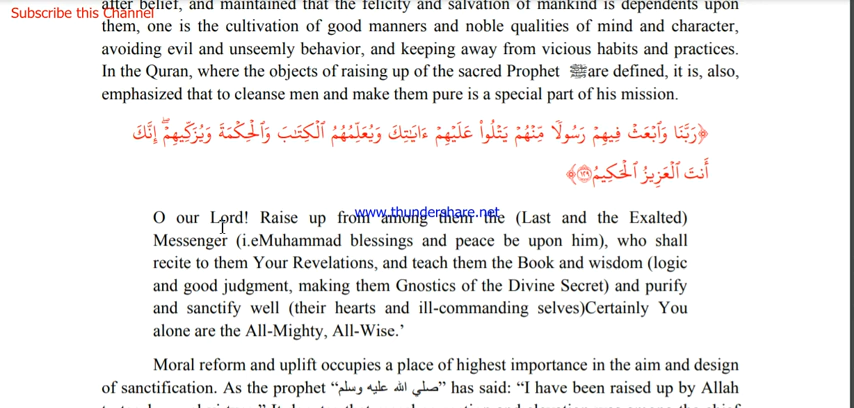 after belief, and maintained that the felicity and salvation of mankind is dependents upon
Subscribe this Channel
them, one is the cultivation of good manners and noble qualities of mind and character,
avoiding evil and unseemly behavior, and keeping away from vicious habits and practices.
In the Quran, where the objects of raising up of the sacred Prophet ﷺare defined, it is, also,
emphasized that to cleanse men and make them pure is a special part of his mission.
﴿رَبَّنَا وَٱبْعَثْ فِيهِمْ رَسُولًا مِّنْهُمْ يَتْلُوا۟ عَلَيْهِمْ ءَايَٰتِكَ وَيُعَلِّمُهُمُ ٱلْكِتَٰبَ وَٱلْحِكْمَةَ وَيُزَكِّيهِمْ ۖ إِنَّكَ
أَنتَ ٱلْعَزِيزُ ٱلْحَكِيمُ ١٢٩﴾
www.thundershare.net
O our Lord! Raise up from among them the (Last and the Exalted)
Messenger (i.eMuhammad blessings and peace be upon him), who shall
recite to them Your Revelations, and teach them the Book and wisdom (logic
and good judgment, making them Gnostics of the Divine Secret) and purify
and sanctify well (their hearts and ill-commanding selves)Certainly You
alone are the All-Mighty, All-Wise.’
Moral reform and uplift occupies a place of highest importance in the aim and design
of sanctification. As the prophet “صلي الله عليه وسلم” has said: “I have been raised up by Allah